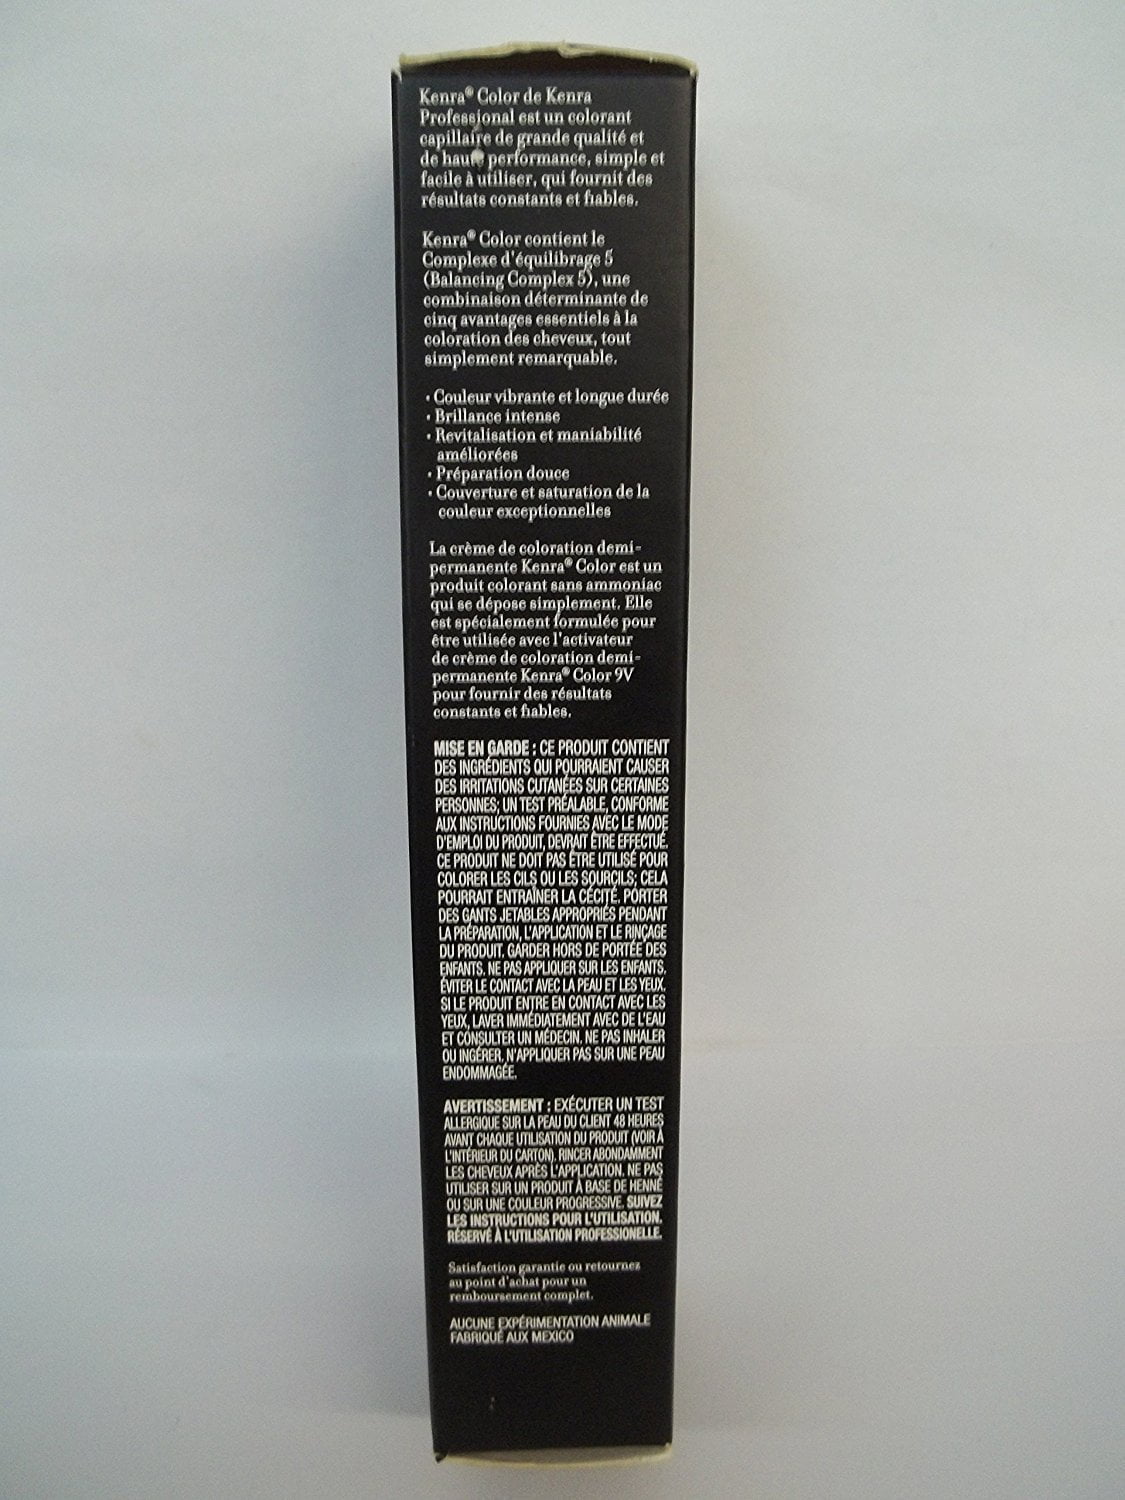 Kenra® Color de Kenra
Professional est un colorant
capillaire de grande qualité et
de haute performance, simple et
facile à utiliser, qui fournit des
résultats constants et fiables.
Kenra® Color contient le
Complexe d'équilibrage 5
(Balancing Complex 5), une
combinaison déterminante de
cinq avantages essentiels à la
coloration des cheveux, tout
simplement remarquable.
• Couleur vibrante et longue durée
• Brillance intense
• Revitalisation et maniabilité
améliorées
• Préparation douce
• Couverture et saturation de la
couleur exceptionnelles
La crème de coloration demi-
permanente Kenra® Color est un
produit colorant sans ammoniac
qui se dépose simplement. Elle
est spécialement formulée pour
être utilisée avec l'activateur
de crème de coloration demi-
permanente Kenra® Color 9V
pour fournir des résultats
constants et fiables.
MISE EN GARDE : CE PRODUIT CONTIENT
DES INGRÉDIENTS QUI POURRAIENT CAUSER
DES IRRITATIONS CUTANÉES SUR CERTAINES
PERSONNES; UN TEST PRÉALABLE, CONFORME
AUX INSTRUCTIONS FOURNIES AVEC LE MODE
D'EMPLOI DU PRODUIT, DEVRAIT ÊTRE EFFECTUÉ.
CE PRODUIT NE DOIT PAS ÊTRE UTILISÉ POUR
COLORER LES CILS OU LES SOURCILS; CELA
POURRAIT ENTRAÎNER LA CÉCITÉ. PORTER
DES GANTS JETABLES APPROPRIÉS PENDANT
LA PRÉPARATION, L'APPLICATION ET LE RINÇAGE
DU PRODUIT. GARDER HORS DE PORTÉE DES
ENFANTS. NE PAS APPLIQUER SUR LES ENFANTS.
ÉVITER LE CONTACT AVEC LA PEAU ET LES YEUX.
SI LE PRODUIT ENTRE EN CONTACT AVEC LES
YEUX, LAVER IMMÉDIATEMENT AVEC DE L'EAU
ET CONSULTER UN MÉDECIN. NE PAS INHALER
OU INGÉRER. N'APPLIQUER PAS SUR UNE PEAU
ENDOMMAGÉE.
AVERTISSEMENT : EXÉCUTER UN TEST
ALLERGIQUE SUR LA PEAU DU CLIENT 48 HEURES
AVANT CHAQUE UTILISATION DU PRODUIT (VOIR À
L'INTÉRIEUR DU CARTON). RINCER ABONDAMMENT
LES CHEVEUX APRÈS L'APPLICATION. NE PAS
UTILISER SUR UN PRODUIT À BASE DE HENNÉ
OU SUR UNE COULEUR PROGRESSIVE. SUIVEZ
LES INSTRUCTIONS POUR L'UTILISATION.
RÉSERVÉ À L'UTILISATION PROFESSIONELLE.
Satisfaction garantie ou retournez
au point d'achat pour un
remboursement complet.
AUCUNE EXPÉRIMENTATION ANIMALE
FABRIQUÉ AUX MEXICO